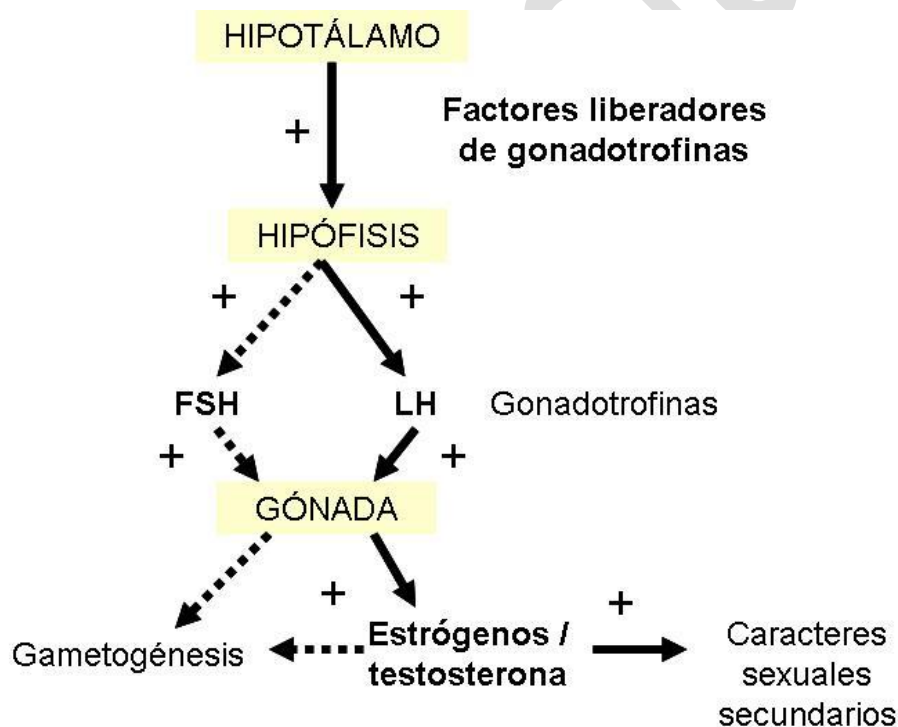 HIPOTÁLAMO
+
Factores liberadores
de gonadotrofinas
HIPÓFISIS
+ +
FSH LH Gonadotrofinas
+ +
GÓNADA
+ +
Gametogénesis
Estrógenos /
testosterona
Caracteres
sexuales
secundarios